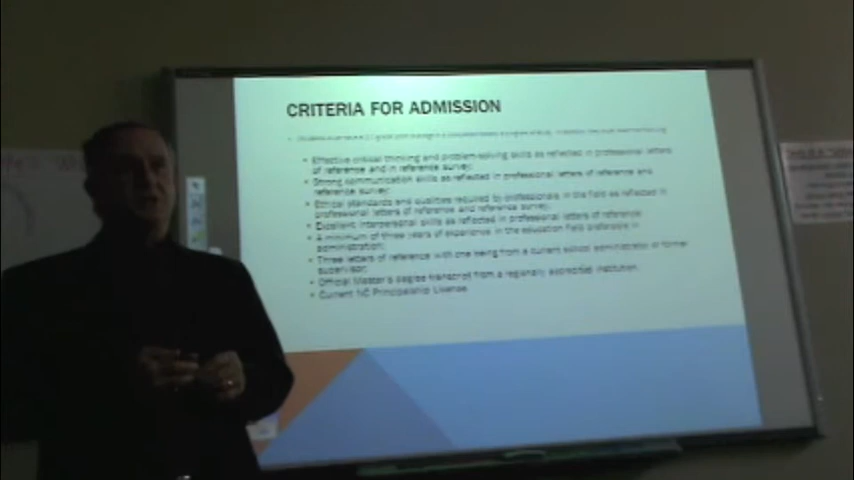 CRITERIA FOR ADMISSION
• Effective critical thinking and problem-solving skills as reflected in professional letters
of reference and in reference survey;
• Strong communication skills as reflected in professional letters of reference and
reference survey;
• Ethical standards and qualities required by professionals in the field as reflected in
professional letters of reference and reference survey;
• Excellent interpersonal skills as reflected in professional letters of reference
• A minimum of three years of experience in the education field preferable in
administration;
• Three letters of reference with one being from a current school administrator or former
supervisor;
• Official Master's degree transcript from a regionally accredited institution.
• Current NC Principalship License